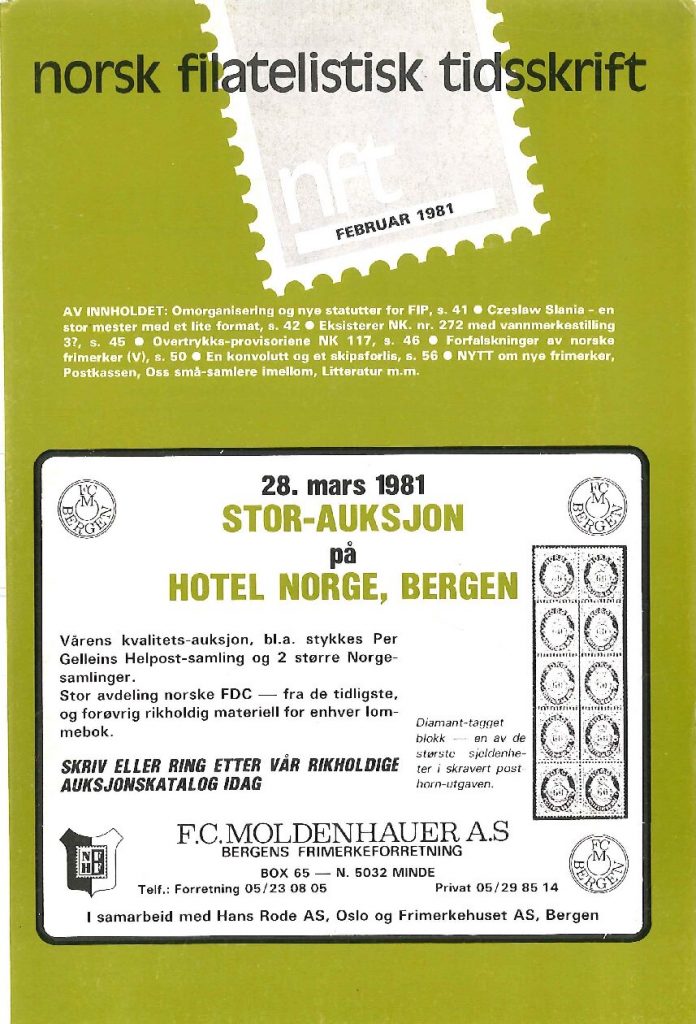 norsk filatelistisk tidsskrift
nft
FEBRUAR 1981
AV INNHOLDET: Omorganisering og nye statutter for FIP, s. 41 ● Czeslaw Slania - en
stor mester med et lite format, s. 42 ● Eksisterer NK. nr. 272 med vannmerkestilling
3?, s. 45 ● Overtrykks-provisoriene NK 117, s. 46 ● Forfalskninger av norske
frimerker (V), s. 50 ● En konvolutt og et skipsforlis, s. 56 ● NYTT om nye frimerker,
Postkassen, Oss små-samlere imellom, Litteratur m.m.
28. mars 1981
STOR-AUKSJON
på
HOTEL NORGE, BERGEN
FCM
BERGEN
FCM
BERGEN
Vårens kvalitets-auksjon, bl.a. stykkes Per
Gelleins Helpost-samling og 2 større Norge-
samlinger.
Stor avdeling norske FDC — fra de tidligste,
og forøvrig rikholdig materiell for enhver lom-
mebok.
SKRIV ELLER RING ETTER VÅR RIKHOLDIGE
AUKSJONSKATALOG IDAG
Diamant-tagget
blokk — en av de
største sjeldenhe-
ter i skravert post-
horn-utgaven.
F.C. MOLDENHAUER A.S
BERGENS FRIMERKEFORRETNING
BOX 65 — N. 5032 MINDE
Telf.: Forretning 05/23 08 05 Privat 05/29 85 14
FCM
BERGEN
I samarbeid med Hans Rode AS, Oslo og Frimerkehuset AS, Bergen